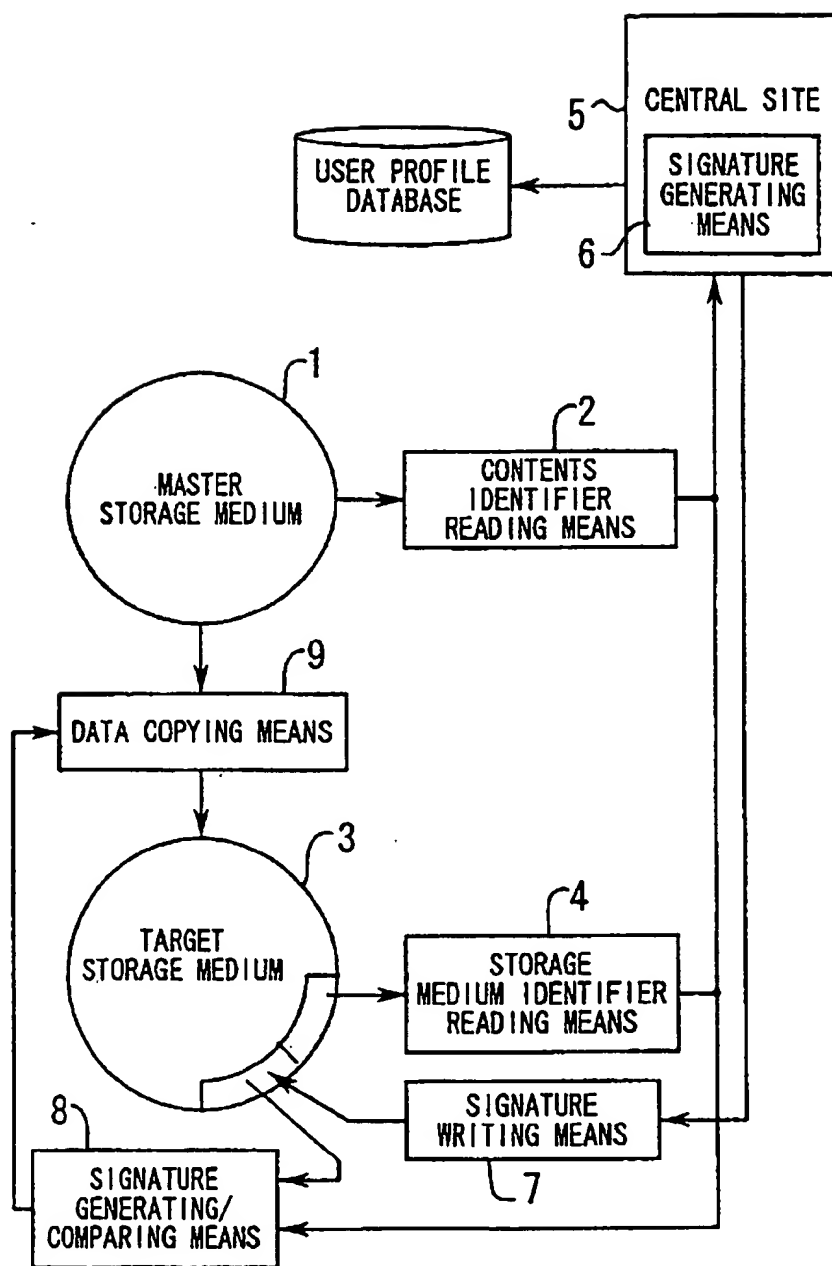 5
CENTRAL SITE
SIGNATURE
GENERATING
MEANS
6
USER PROFILE
DATABASE
1
MASTER
STORAGE MEDIUM
2
CONTENTS
IDENTIFIER
READING MEANS
9
DATA COPYING MEANS
3
TARGET
STORAGE MEDIUM
4
STORAGE
MEDIUM IDENTIFIER
READING MEANS
SIGNATURE
WRITING MEANS
7
8
SIGNATURE
GENERATING/
COMPARING MEANS